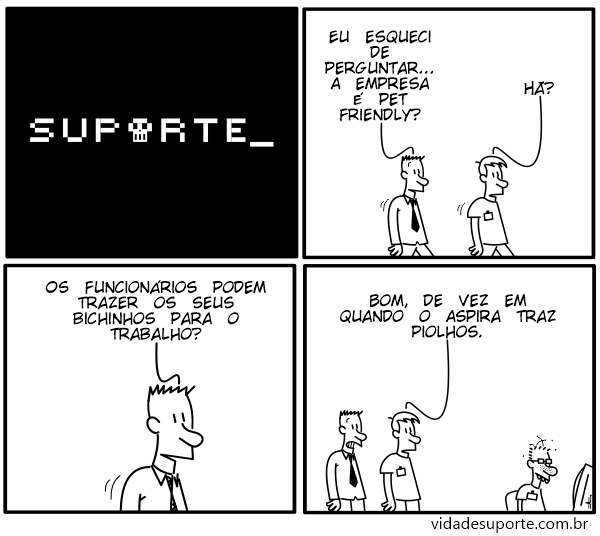 SUPORTE_
EU ESQUECI
DE
PERGUNTAR...
A EMPRESA
É PET
FRIENDLY?
HÃ?
OS FUNCIONÁRIOS PODEM
TRAZER OS SEUS
BICHINHOS PARA O
TRABALHO?
BOM, DE VEZ EM
QUANDO O ASPIRA TRAZ
PIOLHOS.
vidadesuporte.com.br